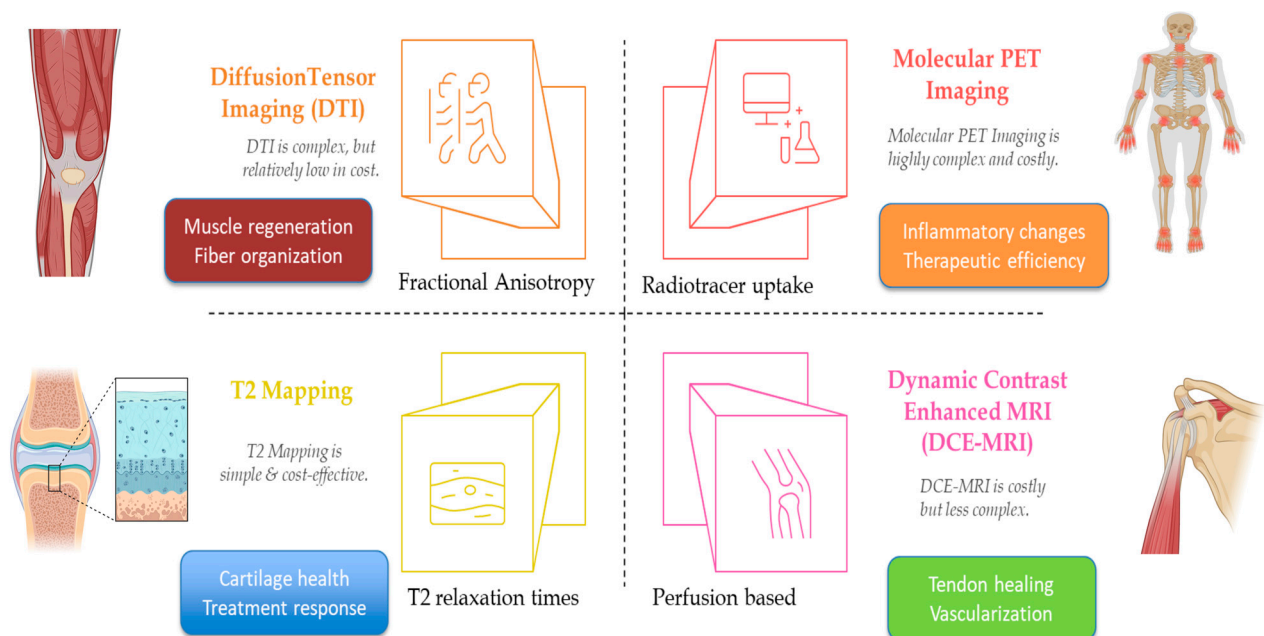 DiffusionTensor
Imaging (DTI)
DTI is complex, but
relatively low in cost.
Muscle regeneration
Fiber organization
Fractional Anisotropy
Molecular PET
Imaging
Molecular PET Imaging is
highly complex and costly.
Inflammatory changes
Therapeutic efficiency
Radiotracer uptake
T2 Mapping
T2 Mapping is
simple & cost-effective.
Cartilage health
Treatment response
T2 relaxation times
Dynamic Contrast
Enhanced MRI
(DCE-MRI)
DCE-MRI is costly
but less complex.
Tendon healing
Vascularization
Perfusion based